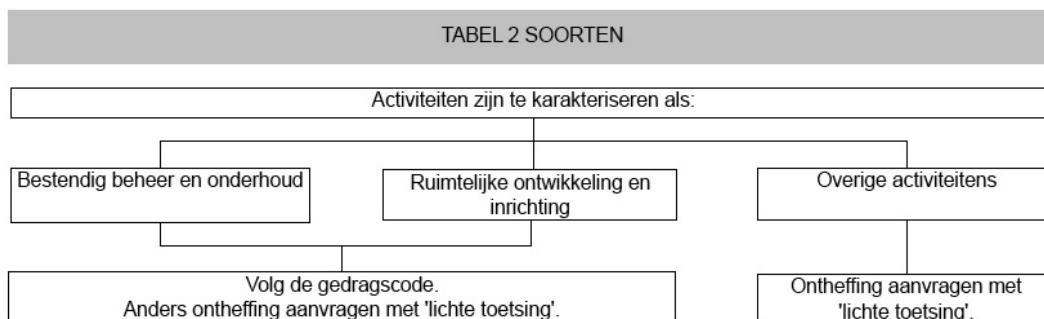 TABEL 2 SOORTEN
Activiteiten zijn te karakteriseren als:
Bestendig beheer en onderhoud
Ruimtelijke ontwikkeling en
inrichting
Overige activiteitens
Volg de gedragscode.
Anders ontheffing aanvragen met 'lichte toetsing'.
Ontheffing aanvragen met
'lichte toetsing'.